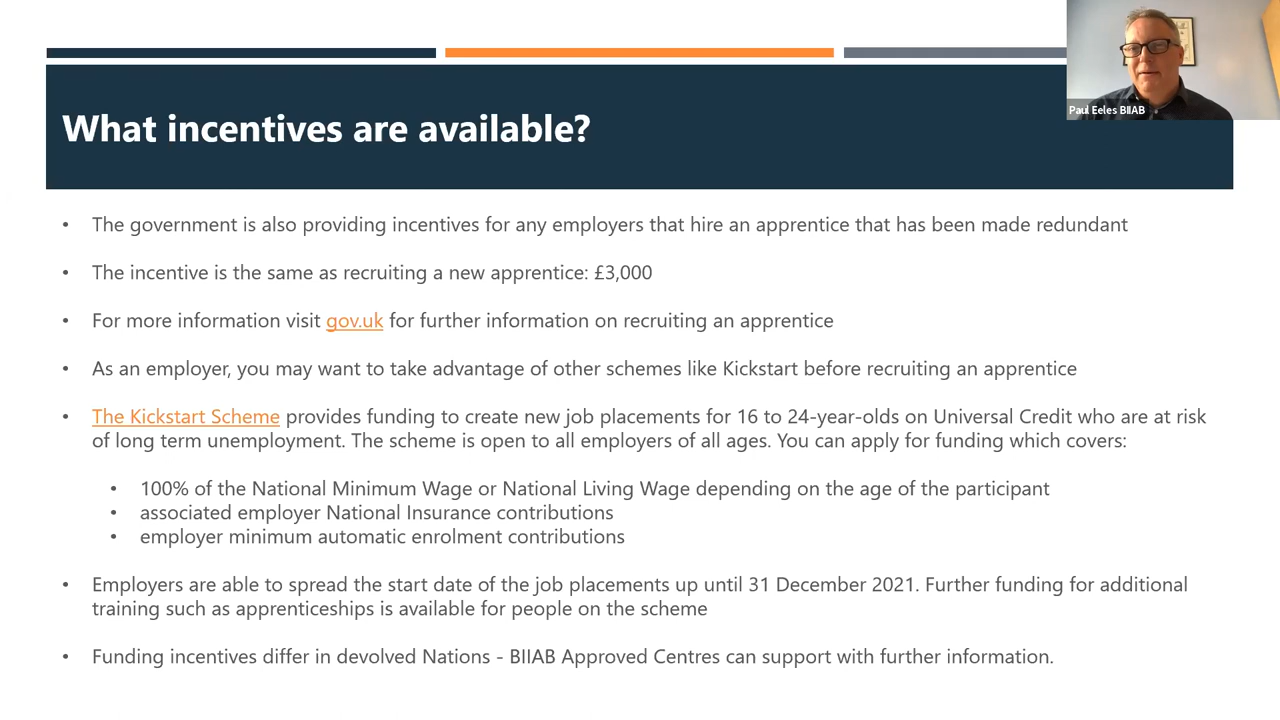 Paul Eeles BIIAB
What incentives are available?
• The government is also providing incentives for any employers that hire an apprentice that has been made redundant
• The incentive is the same as recruiting a new apprentice: £3,000
• For more information visit gov.uk for further information on recruiting an apprentice
• As an employer, you may want to take advantage of other schemes like Kickstart before recruiting an apprentice
• The Kickstart Scheme provides funding to create new job placements for 16 to 24-year-olds on Universal Credit who are at risk
of long term unemployment. The scheme is open to all employers of all ages. You can apply for funding which covers:
• 100% of the National Minimum Wage or National Living Wage depending on the age of the participant
• associated employer National Insurance contributions
• employer minimum automatic enrolment contributions
• Employers are able to spread the start date of the job placements up until 31 December 2021. Further funding for additional
training such as apprenticeships is available for people on the scheme
• Funding incentives differ in devolved Nations - BIIAB Approved Centres can support with further information.